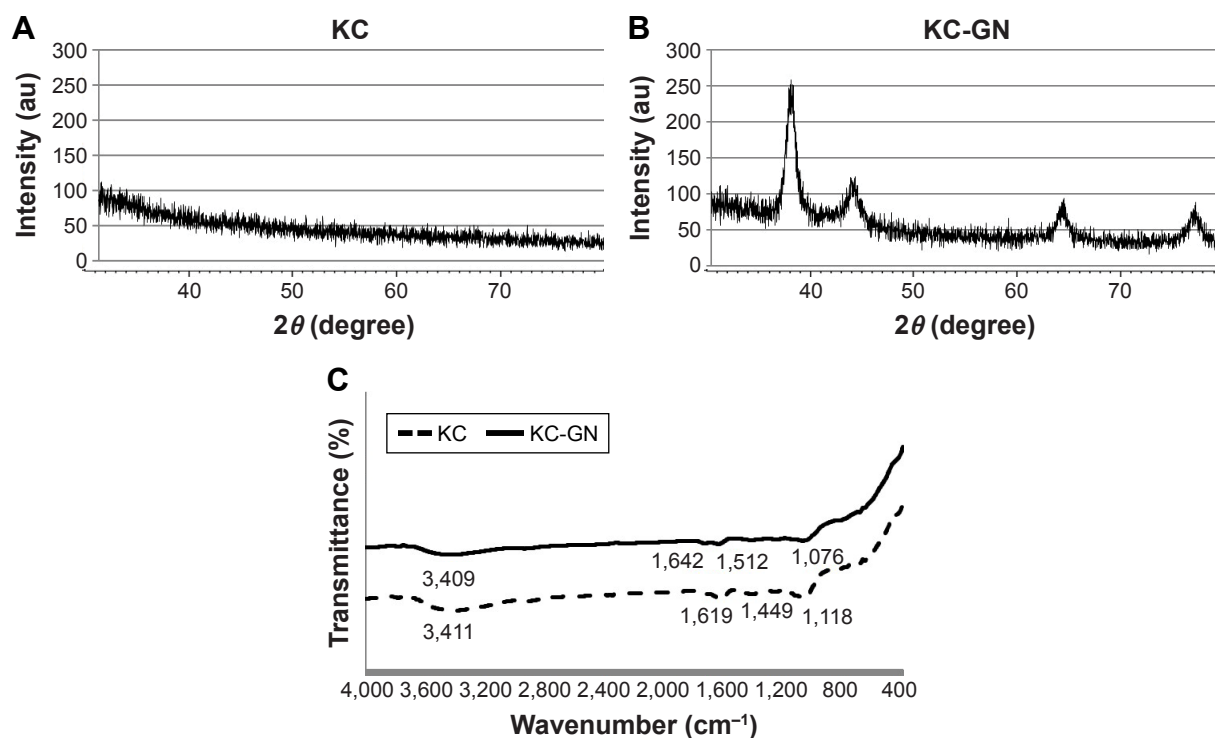 A
KC
300
250
200
150
100
50
0
Intensity (au)
40
50
60
70
2θ (degree)
B
KC-GN
300
250
200
150
100
50
0
Intensity (au)
40
50
60
70
2θ (degree)
C
KC
KC-GN
Transmittance (%)
3,409
1,642
1,512
1,076
3,411
1,619
1,449
1,118
4,000 3,600 3,200 2,800 2,400 2,000 1,600 1,200 800 400
Wavenumber (cm⁻¹)